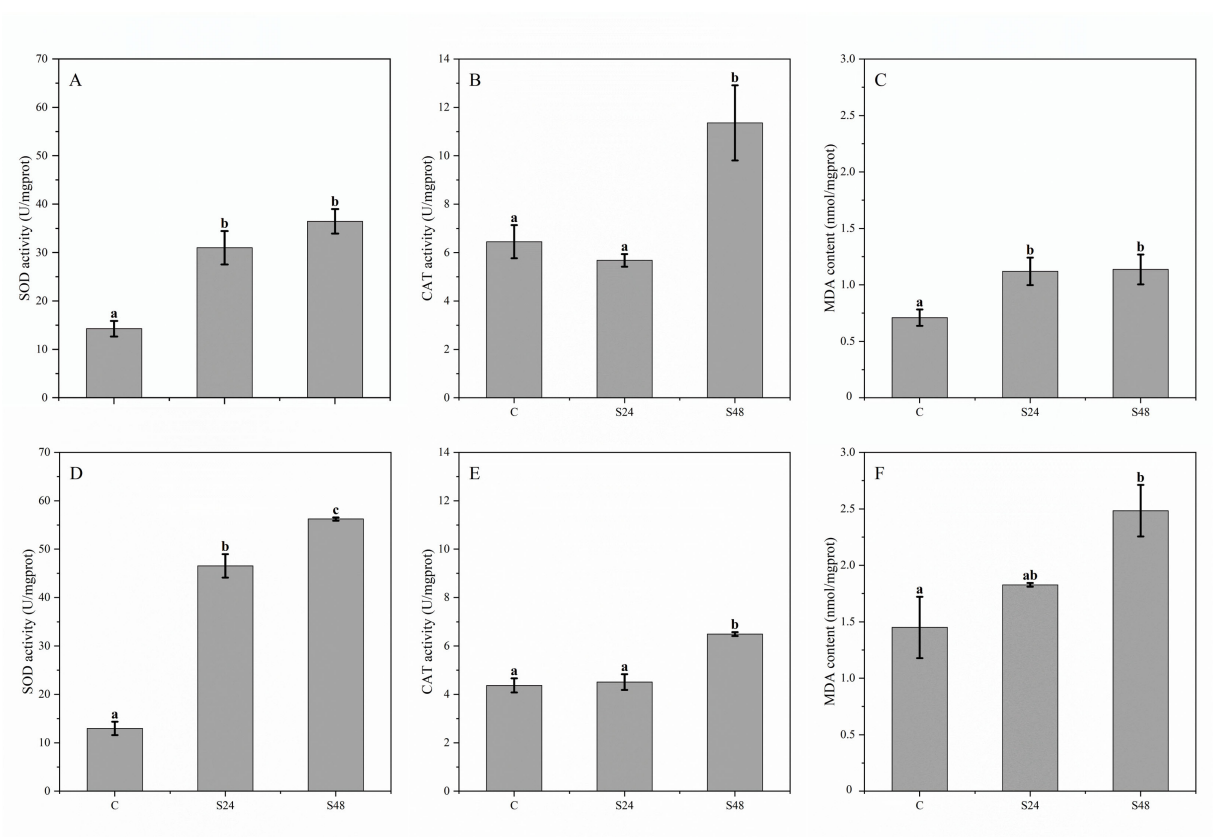 A
SOD activity (U/mgprot)
70
60
50
40
30
20
10
0
a
b
b
B
CAT activity (U/mgprot)
14
12
10
8
6
4
2
0
a
a
b
C
S24
S48
C
MDA content (nmol/mgprot)
3.0
2.5
2.0
1.5
1.0
0.5
0
a
b
b
C
S24
S48
D
SOD activity (U/mgprot)
70
60
50
40
30
20
10
0
a
b
c
C
S24
S48
E
CAT activity (U/mgprot)
14
12
10
8
6
4
2
0
a
a
b
C
S24
S48
F
MDA content (nmol/mgprot)
3.0
2.5
2.0
1.5
1.0
0.5
0
a
ab
b
C
S24
S48